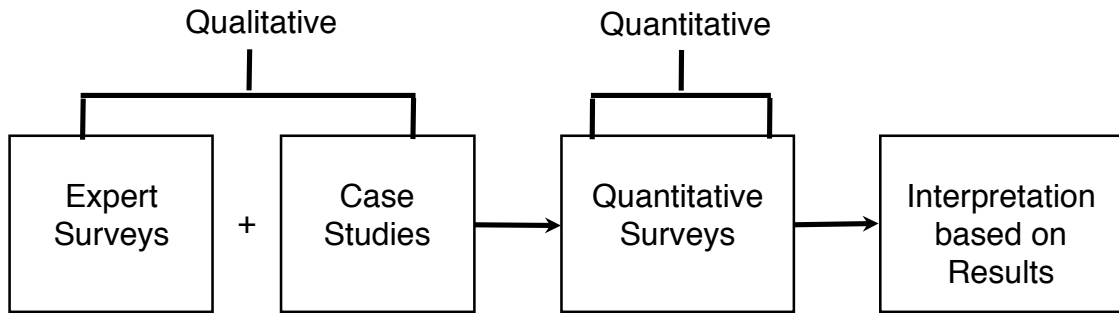 Qualitative
Quantitative
Expert
Surveys
+
Case
Studies
Quantitative
Surveys
Interpretation
based on
Results